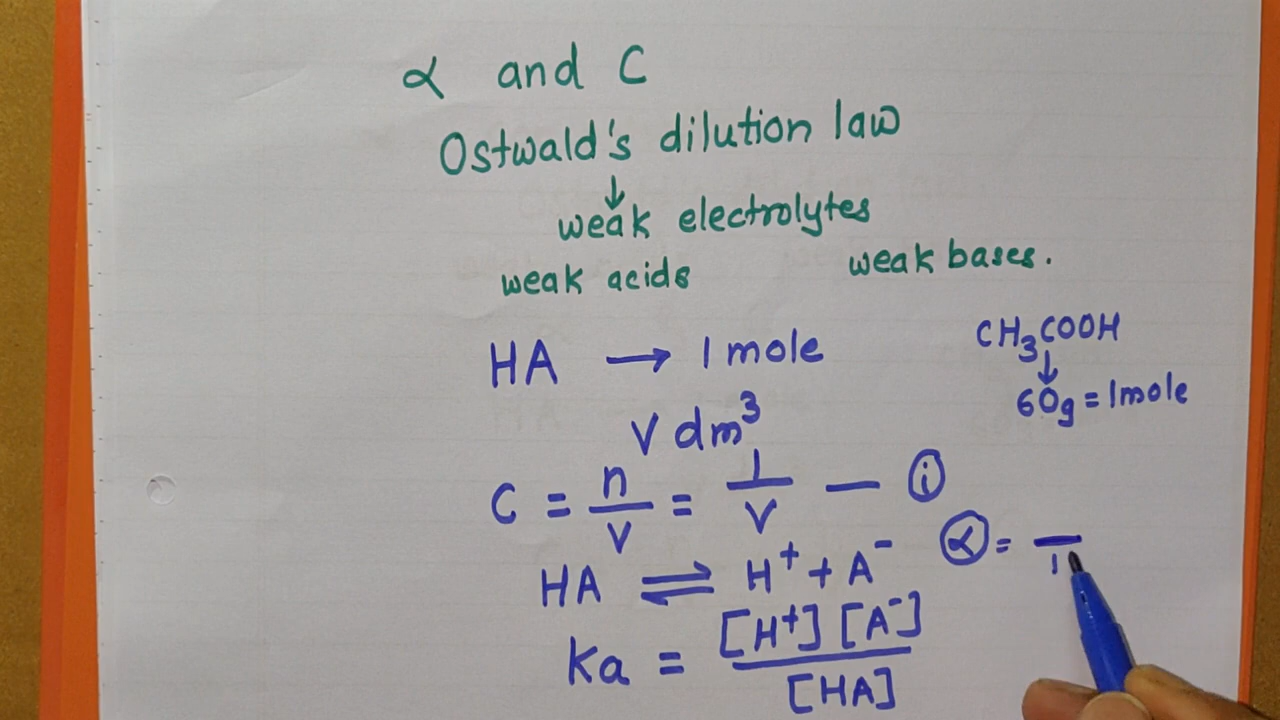 α and C
Ostwald's dilution law
↓
weak electrolytes
weak acids weak bases.
HA → 1 mole
CH₃COOH
↓
60g = 1mole
V dm³
C = n/V = 1/V — (i)
HA ⇌ H⁺ + A⁻
α = —/1
Ka = [H⁺] [A⁻] / [HA]